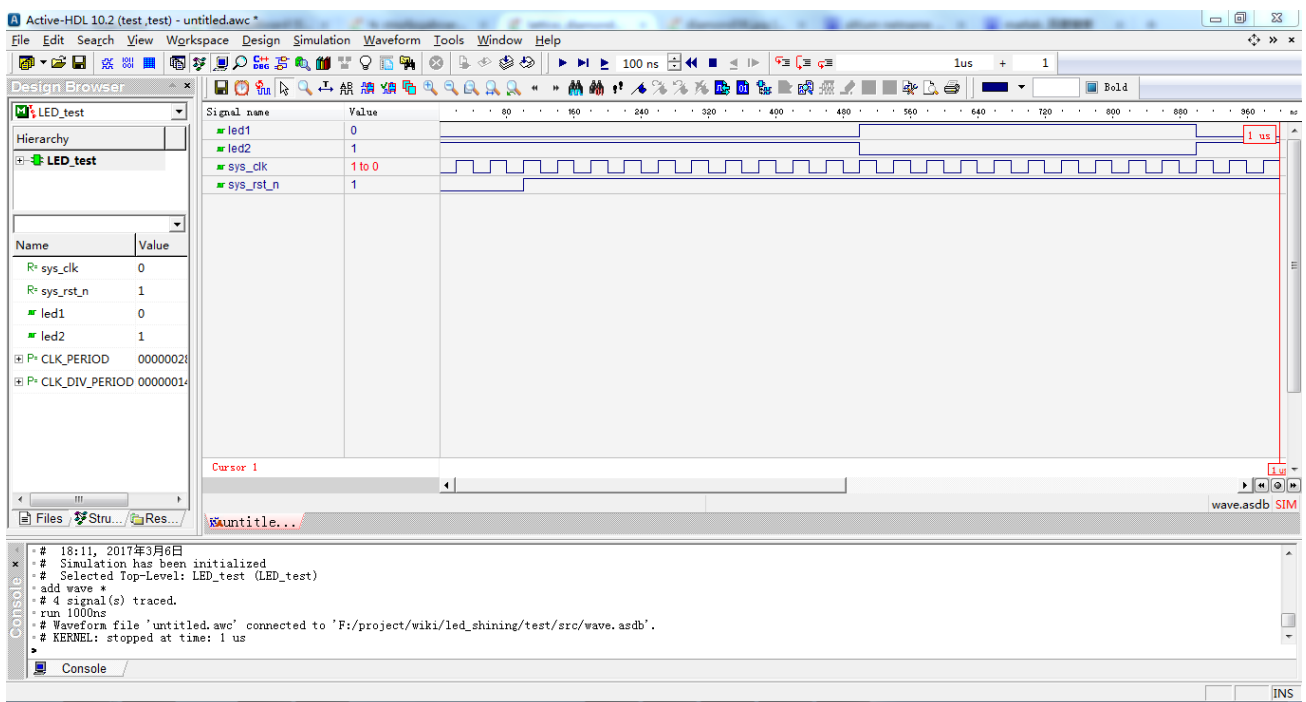 Active-HDL 10.2 (test ,test) - untitled.awc *
File Edit Search View Workspace Design Simulation Waveform Tools Window Help
100 ns 1us + 1
Design Browser
Bold
LED_test
Hierarchy
LED_test
Name Value
sys_clk 0
sys_rst_n 1
led1 0
led2 1
CLK_PERIOD 00000028
CLK_DIV_PERIOD 00000014
Files Stru... Res...
Signal name Value 80 160 240 320 400 480 560 640 720 800 880 960 ns
led1 0
led2 1
sys_clk 1 to 0
sys_rst_n 1
1 us
Cursor 1
1 us
wave.asdb SIM
untitle...
# 18:11, 2017年3月6日
# Simulation has been initialized
# Selected Top-Level: LED_test (LED_test)
add wave *
# 4 signal(s) traced.
run 1000ns
# Waveform file 'untitled.awc' connected to 'F:/project/wiki/led_shining/test/src/wave.asdb'.
# KERNEL: stopped at time: 1 us
>
Console
Console
INS